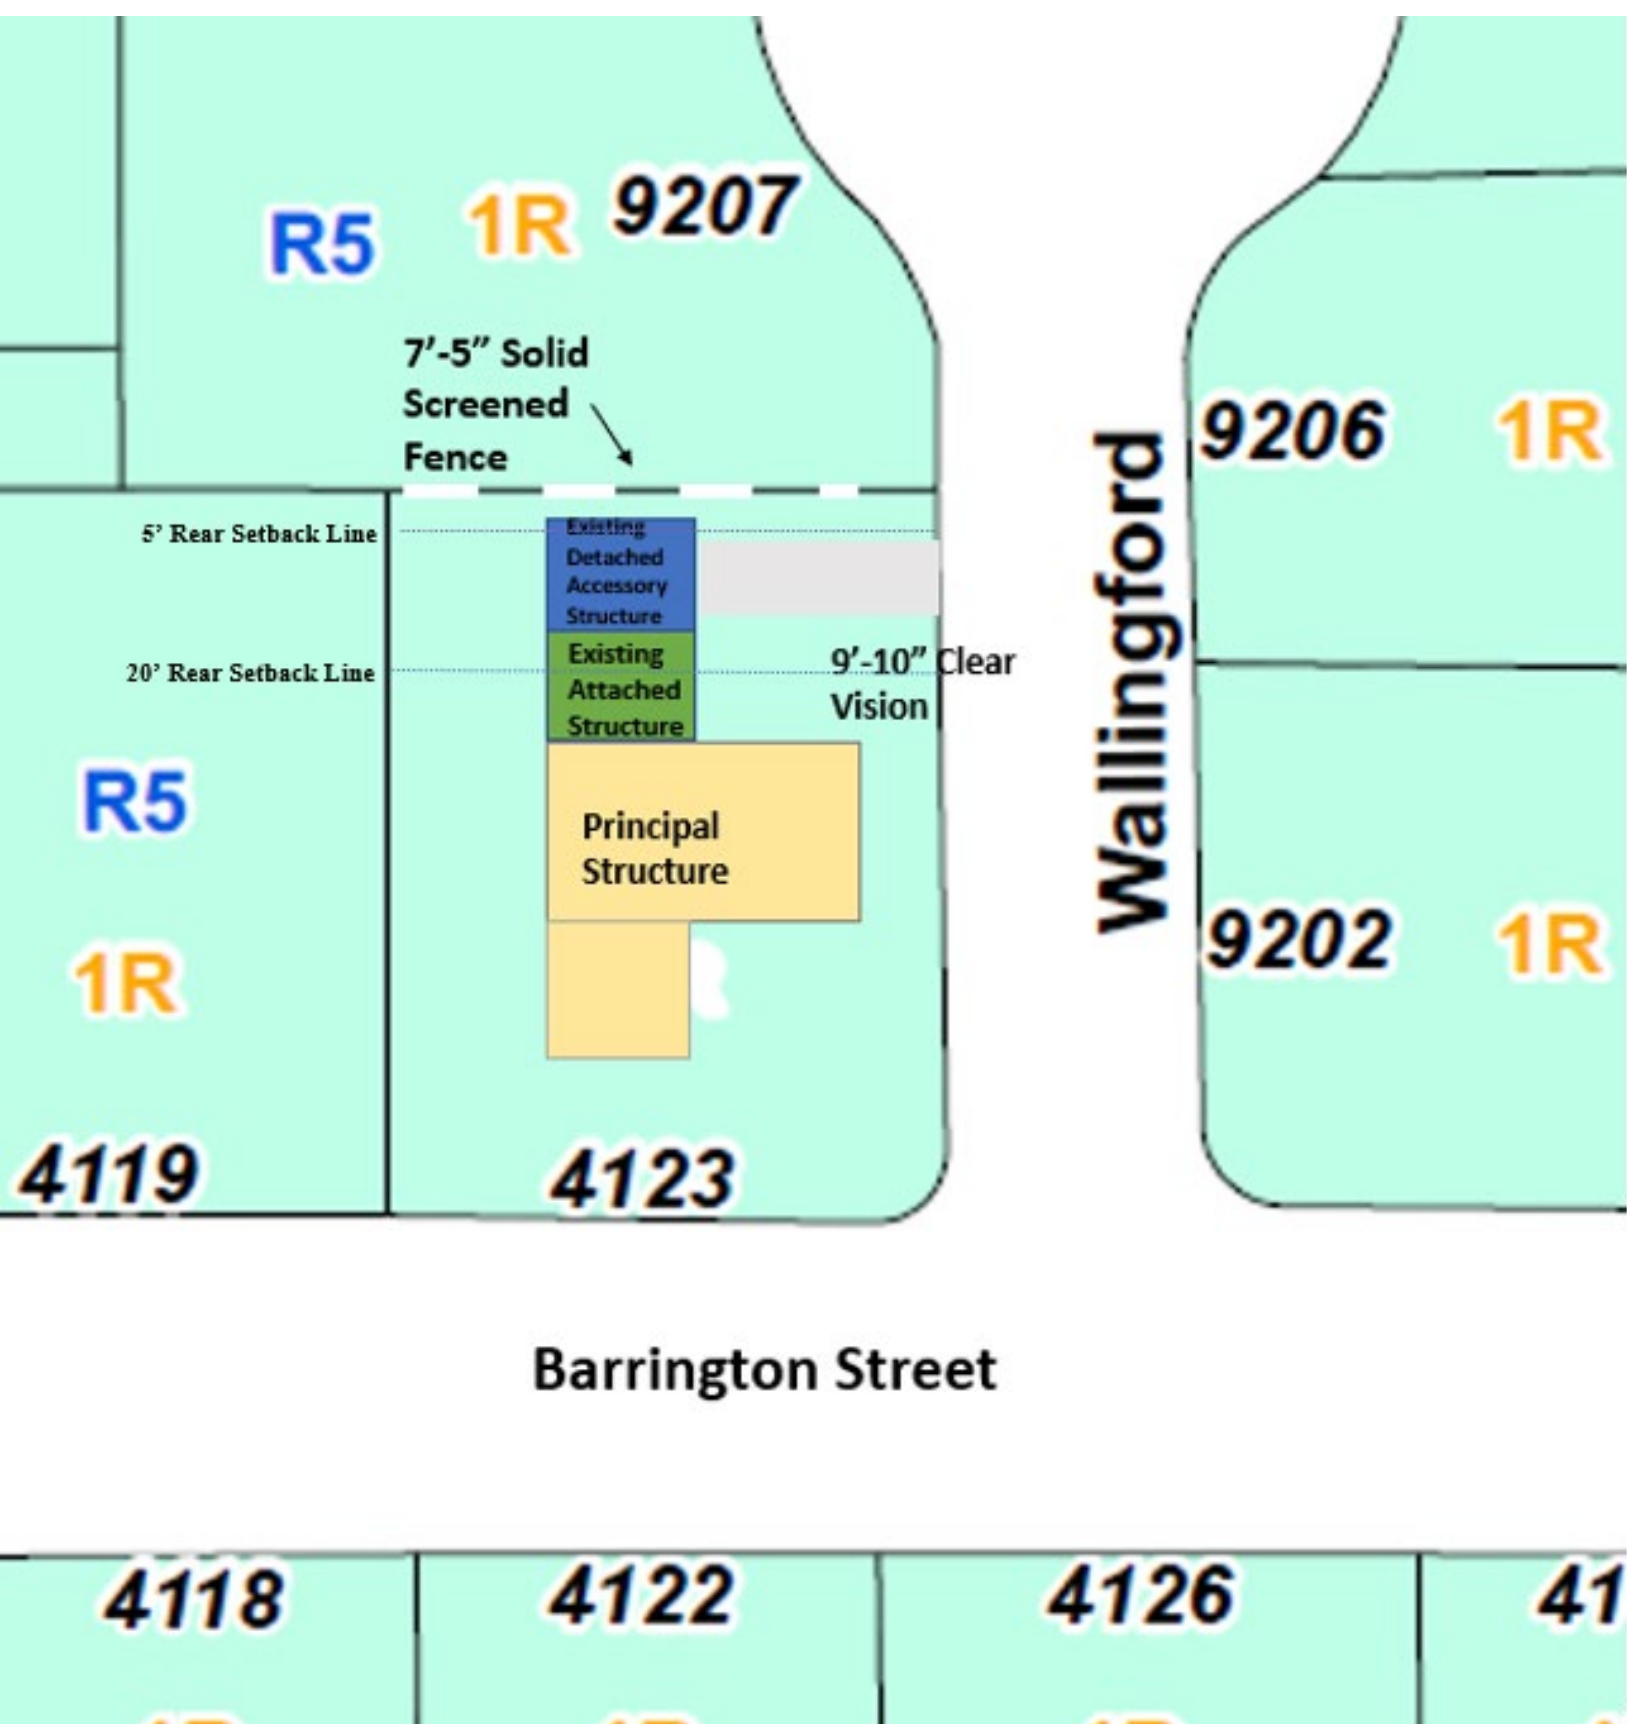 R5 1R 9207
7’-5” Solid
Screened
Fence
9206 1R
5’ Rear Setback Line
Existing
Detached
Accessory
Structure
Existing
Attached
Structure
20’ Rear Setback Line
9’-10” Clear
Vision
Wallingford
R5
Principal
Structure
9202 1R
1R
4119
4123
Barrington Street
4118 4122 4126 41